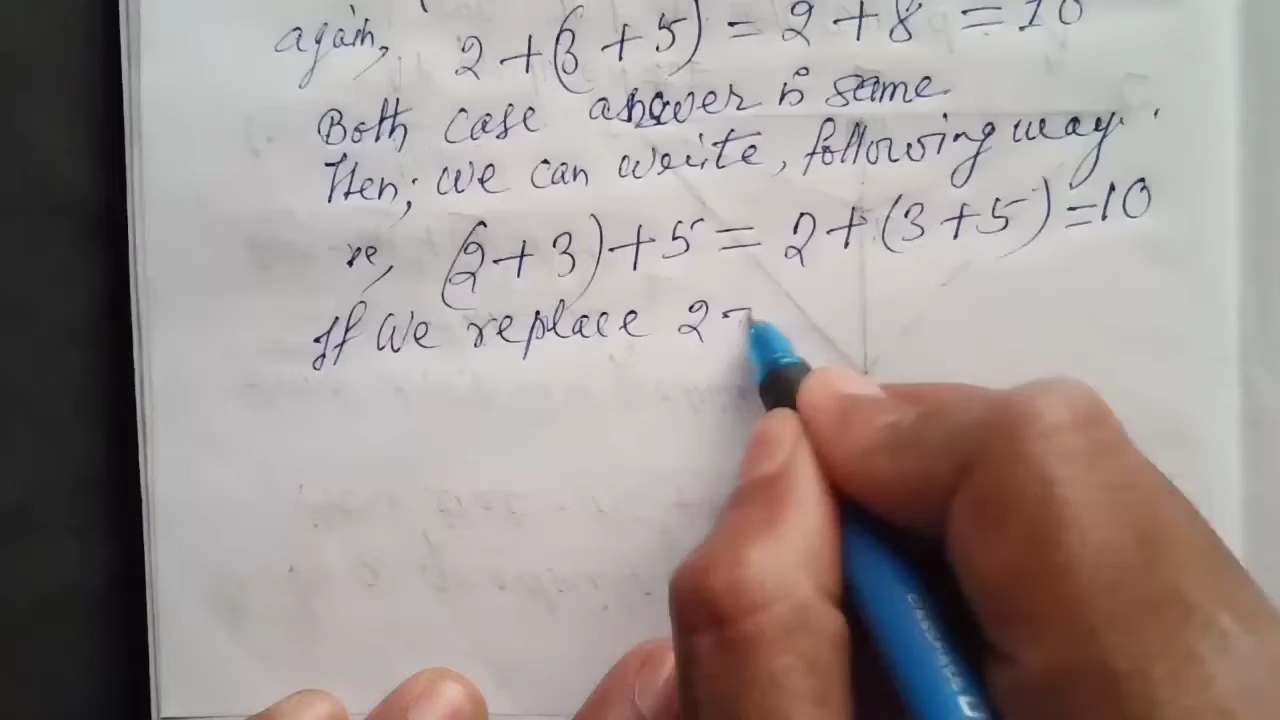 again, 2+(3+5) = 2+8 = 10
Both case answer is same
Then; we can write, following way.
(2+3)+5 = 2+(3+5) =10
If we replace 2 =